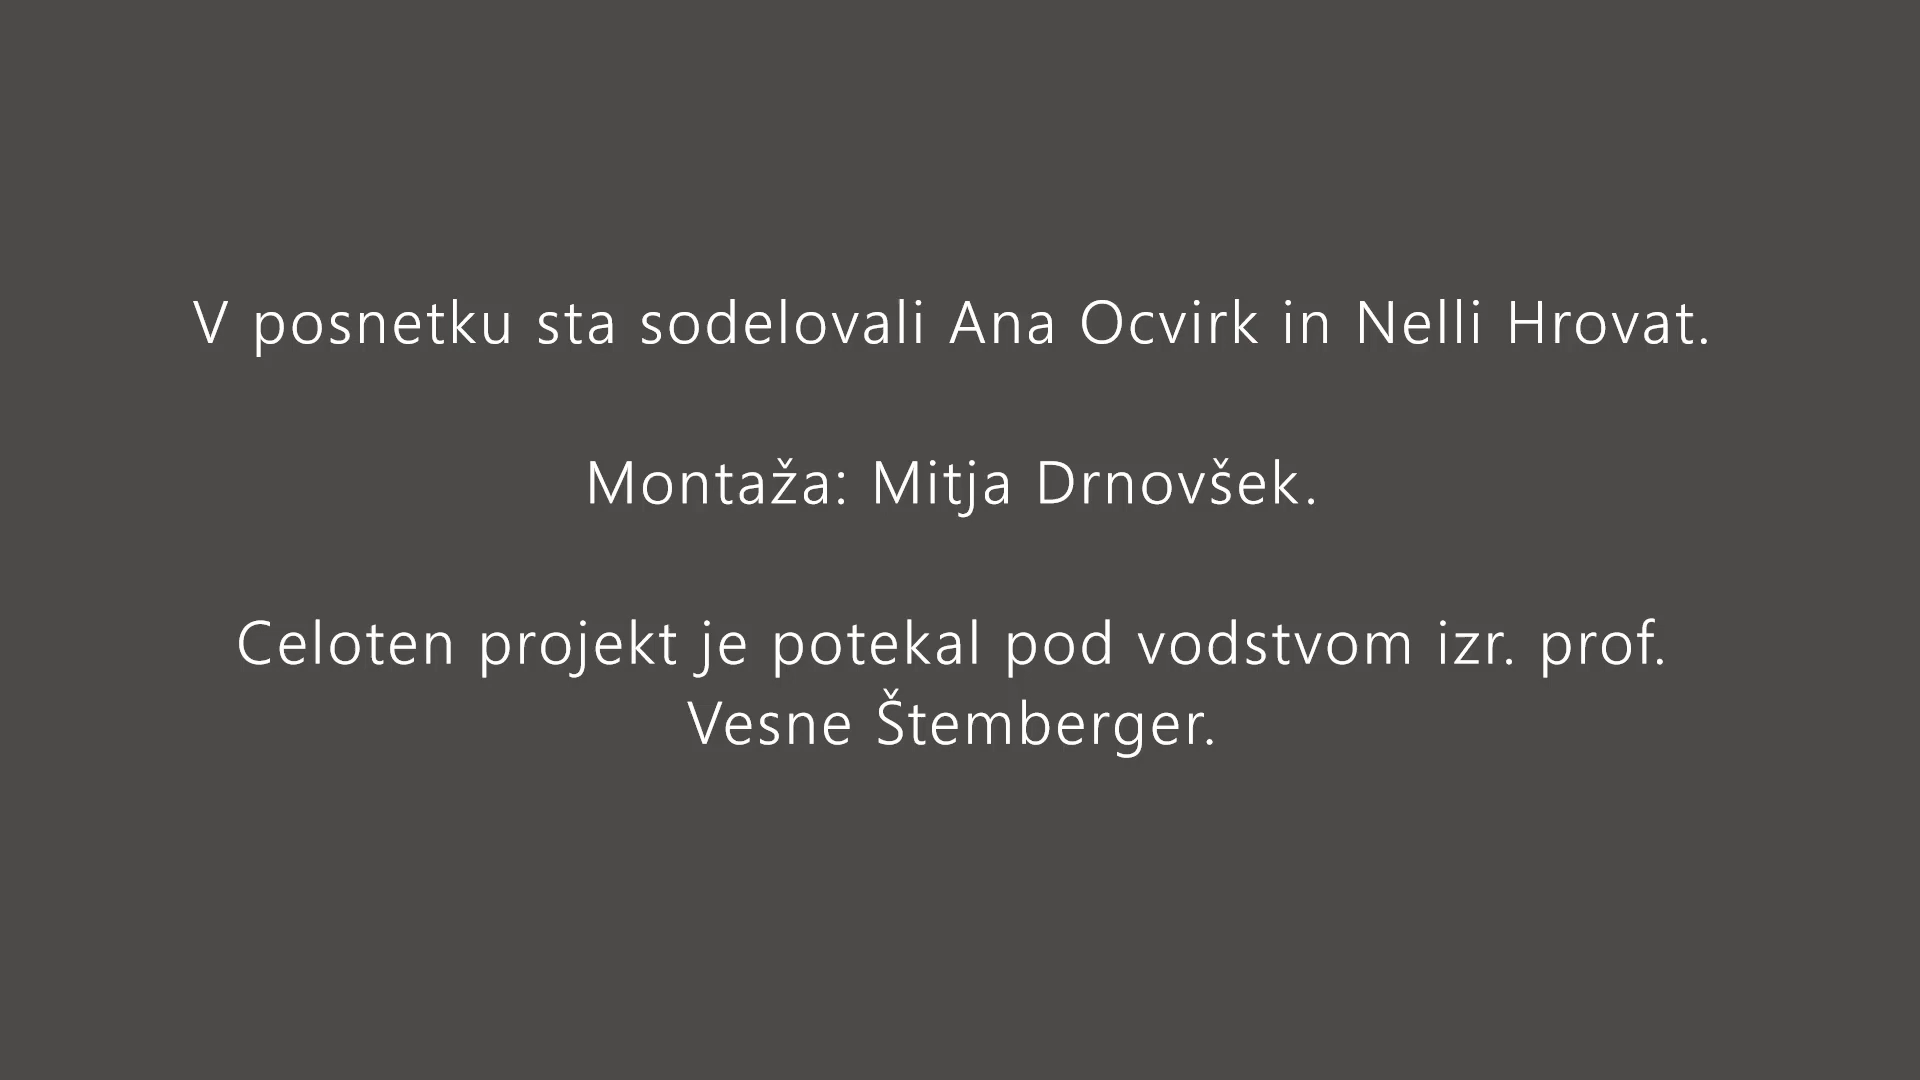 V posnetku sta sodelovali Ana Ocvirk in Nelli Hrovat.
Montaža: Mitja Drnovšek.
Celoten projekt je potekal pod vodstvom izr. prof.
Vesne Štemberger.